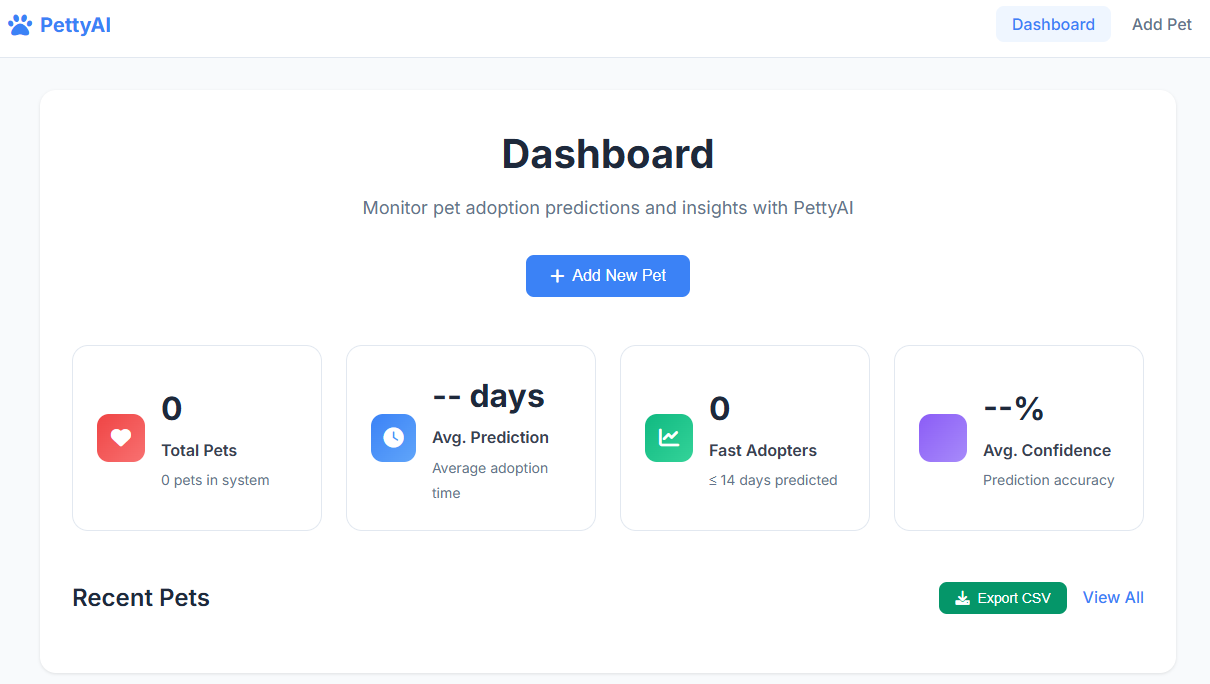 PettyAI
Dashboard
Add Pet
Dashboard
Monitor pet adoption predictions and insights with PettyAI
Add New Pet
0
Total Pets
0 pets in system
-- days
Avg. Prediction
Average adoption
time
0
Fast Adopters
≤ 14 days predicted
--%
Avg. Confidence
Prediction accuracy
Recent Pets
Export CSV
View All